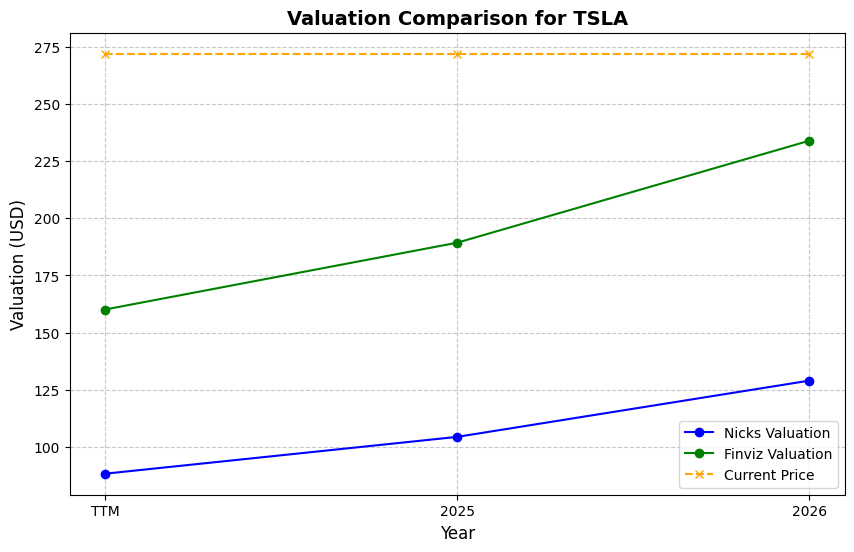 Valuation Comparison for TSLA
Valuation (USD)
275
250
225
200
175
150
125
100
TTM
2025
2026
Year
Nicks Valuation
Finviz Valuation
Current Price